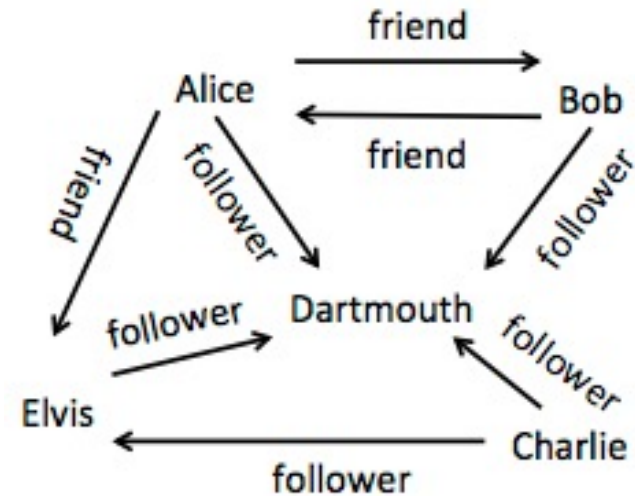 friend
Alice
Bob
friend
friend
follower
follower
Dartmouth
follower
follower
Elvis
Charlie
follower